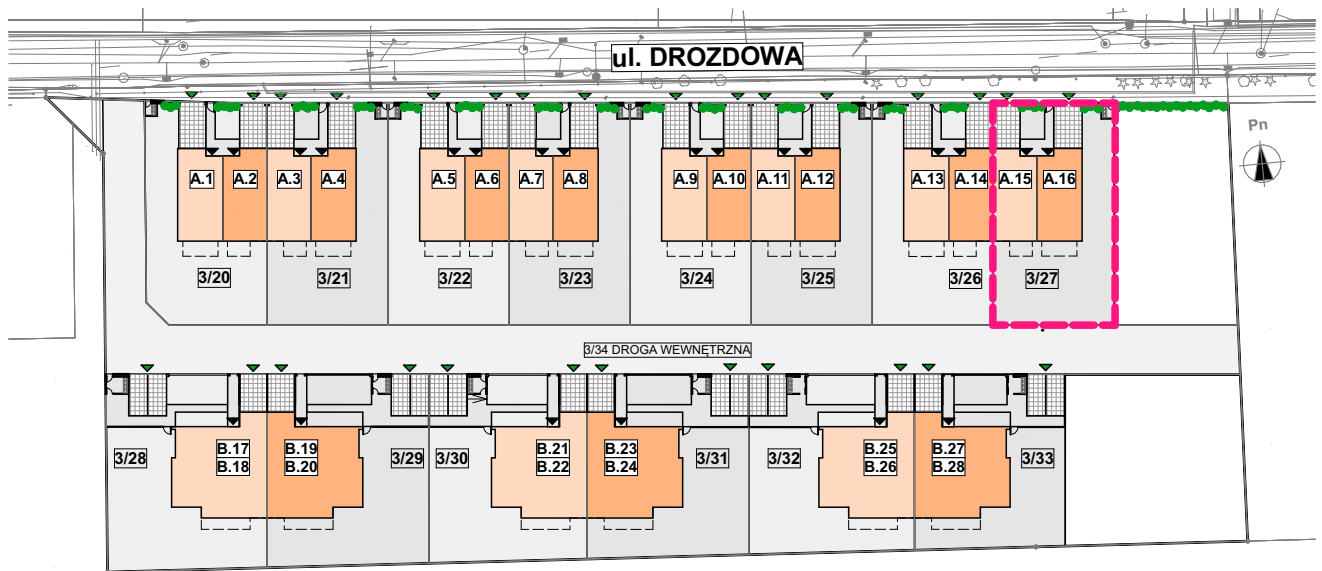 ul. DROZDOWA
Pn
A.1 A.2 A.3 A.4 A.5 A.6 A.7 A.8 A.9 A.10 A.11 A.12 A.13 A.14 A.15 A.16
3/20 3/21 3/22 3/23 3/24 3/25 3/26 3/27
3/34 DROGA WEWNĘTRZNA
B.17 B.19 B.21 B.23 B.25 B.27
3/28 B.18 B.20 3/29 3/30 B.22 B.24 3/31 3/32 B.26 B.28 3/33